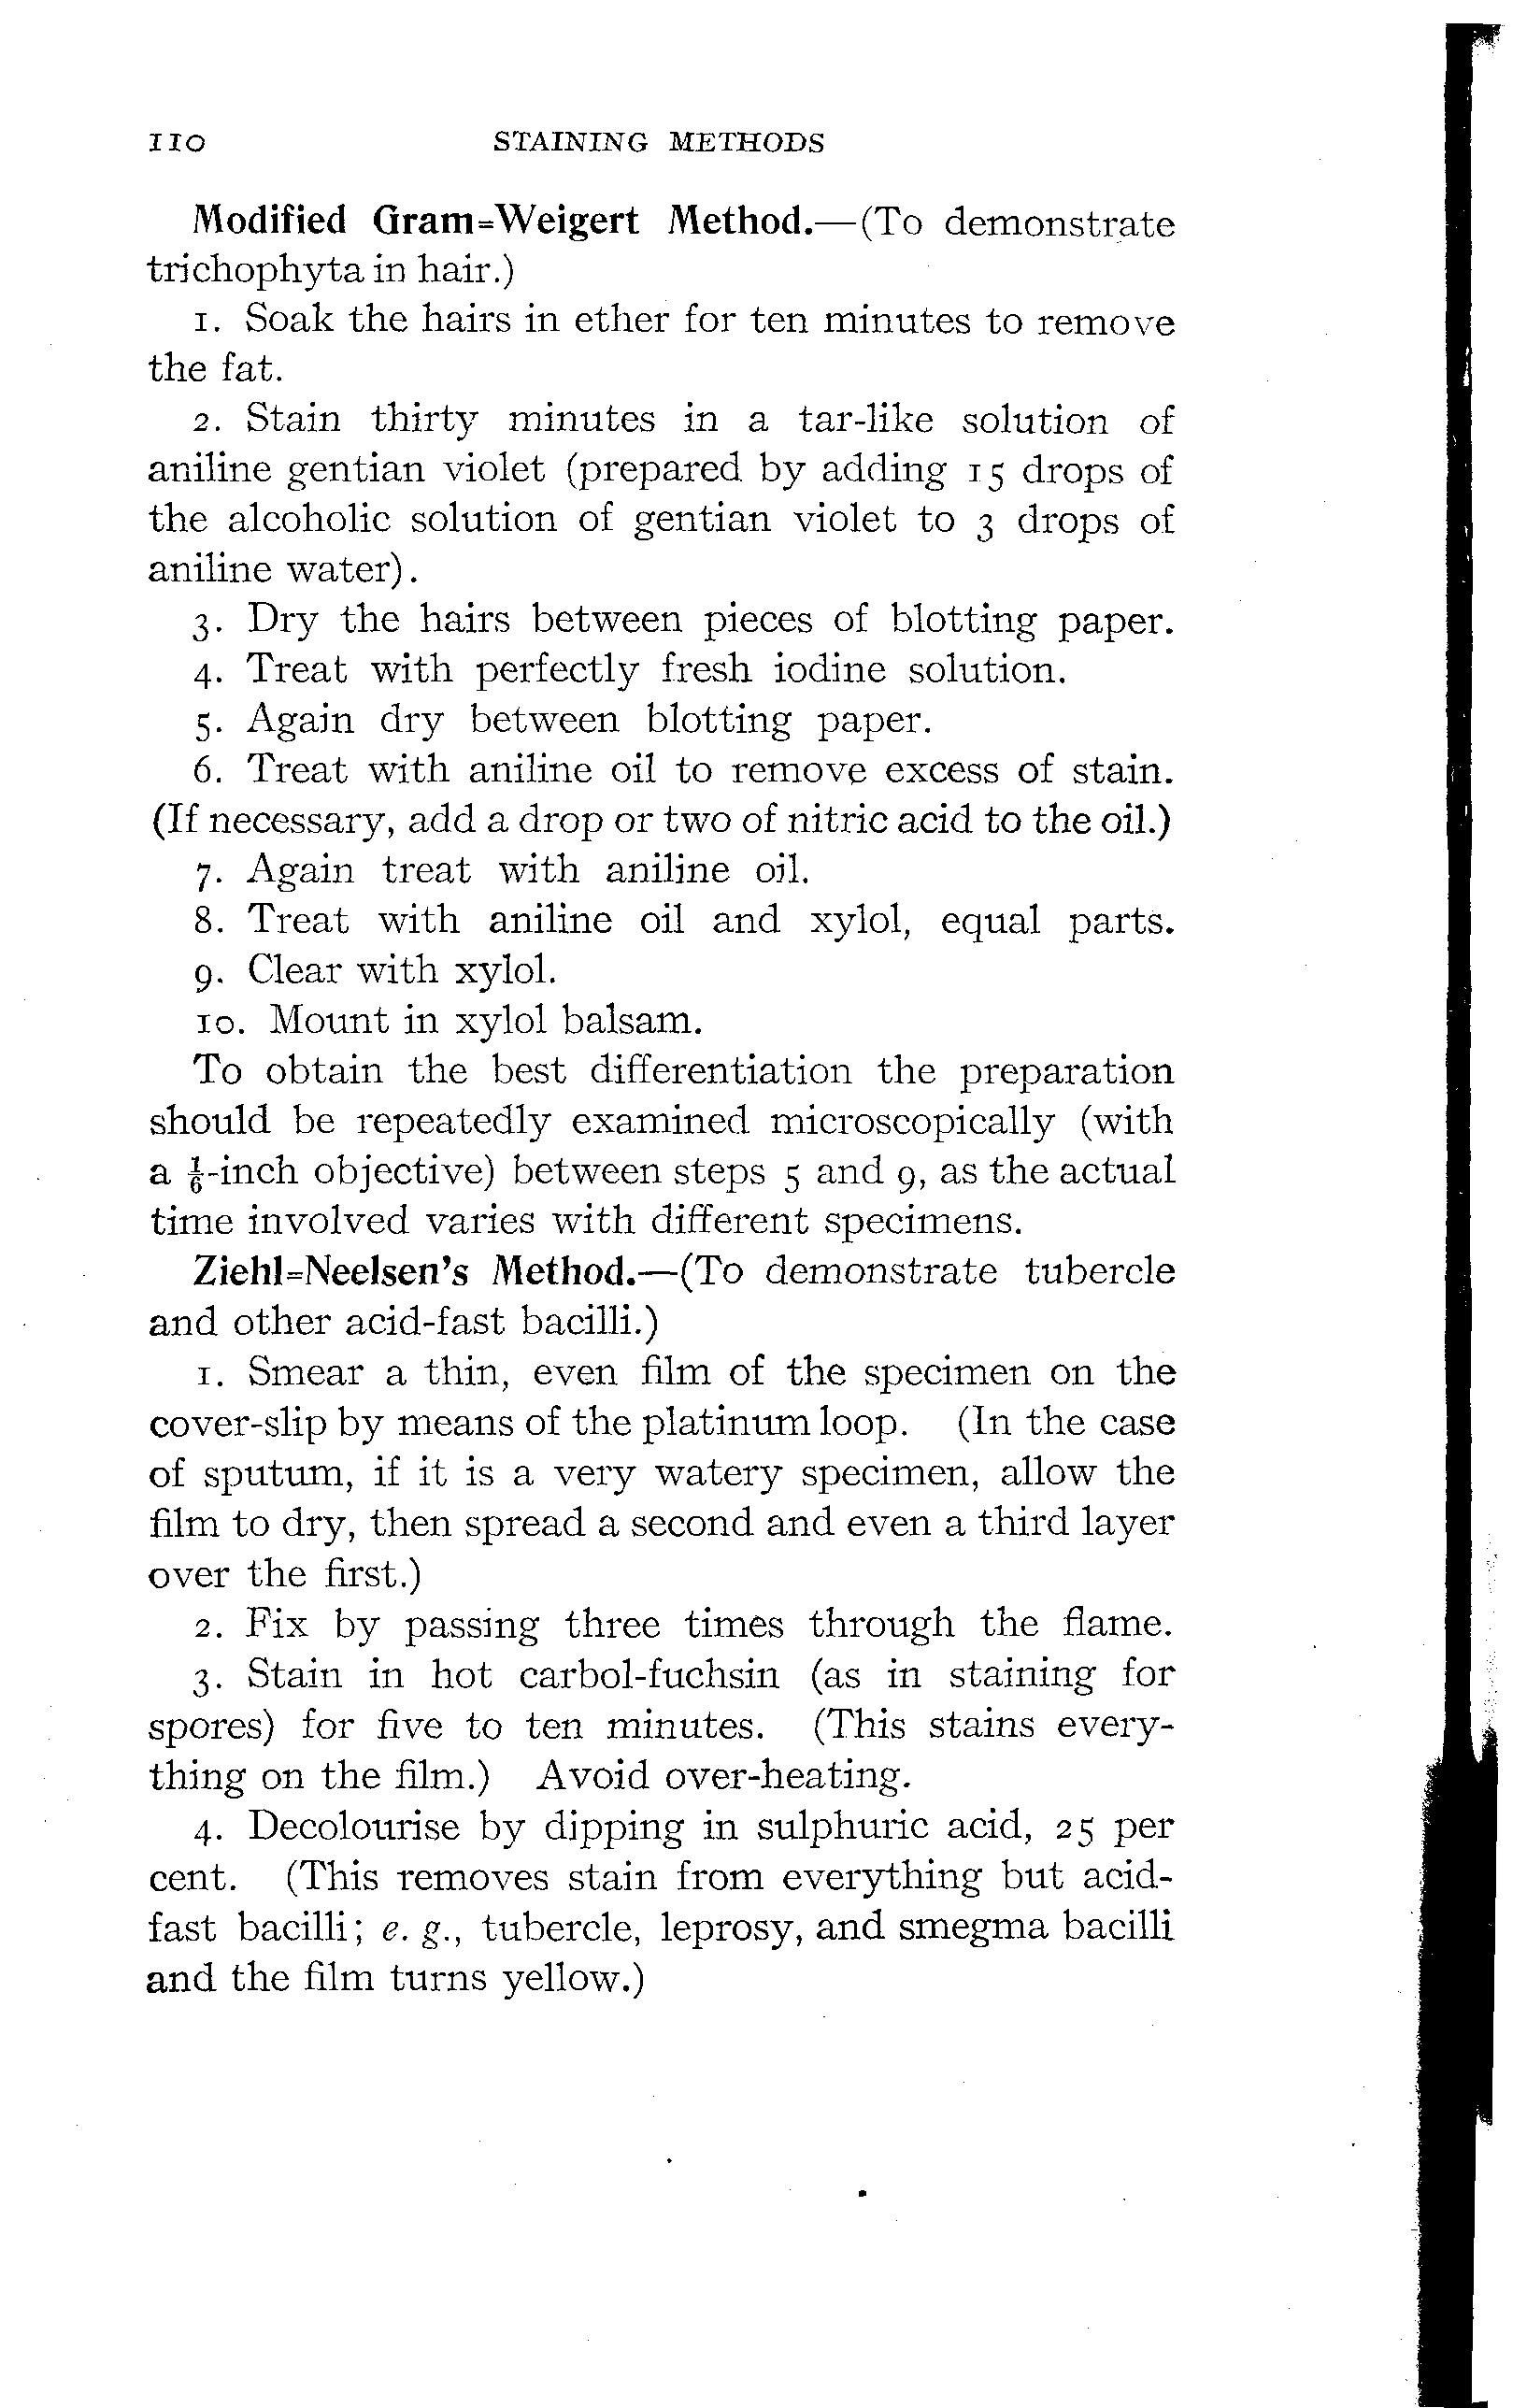 110 STAINING METHODS
Modified Gram=Weigert Method.—(To demonstrate
trichophyta in hair.)
1. Soak the hairs in ether for ten minutes to remove
the fat.
2. Stain thirty minutes in a tar-like solution of
aniline gentian violet (prepared by adding 15 drops of
the alcoholic solution of gentian violet to 3 drops of
aniline water).
3. Dry the hairs between pieces of blotting paper.
4. Treat with perfectly fresh iodine solution.
5. Again dry between blotting paper.
6. Treat with aniline oil to remove excess of stain.
(If necessary, add a drop or two of nitric acid to the oil.)
7. Again treat with aniline oil.
8. Treat with aniline oil and xylol, equal parts.
9. Clear with xylol.
10. Mount in xylol balsam.
To obtain the best differentiation the preparation
should be repeatedly examined microscopically (with
a ⅙-inch objective) between steps 5 and 9, as the actual
time involved varies with different specimens.
Ziehl=Neelsen's Method.—(To demonstrate tubercle
and other acid-fast bacilli.)
1. Smear a thin, even film of the specimen on the
cover-slip by means of the platinum loop. (In the case
of sputum, if it is a very watery specimen, allow the
film to dry, then spread a second and even a third layer
over the first.)
2. Fix by passing three times through the flame.
3. Stain in hot carbol-fuchsin (as in staining for
spores) for five to ten minutes. (This stains every-
thing on the film.) Avoid over-heating.
4. Decolourise by dipping in sulphuric acid, 25 per
cent. (This removes stain from everything but acid-
fast bacilli; e. g., tubercle, leprosy, and smegma bacilli
and the film turns yellow.)